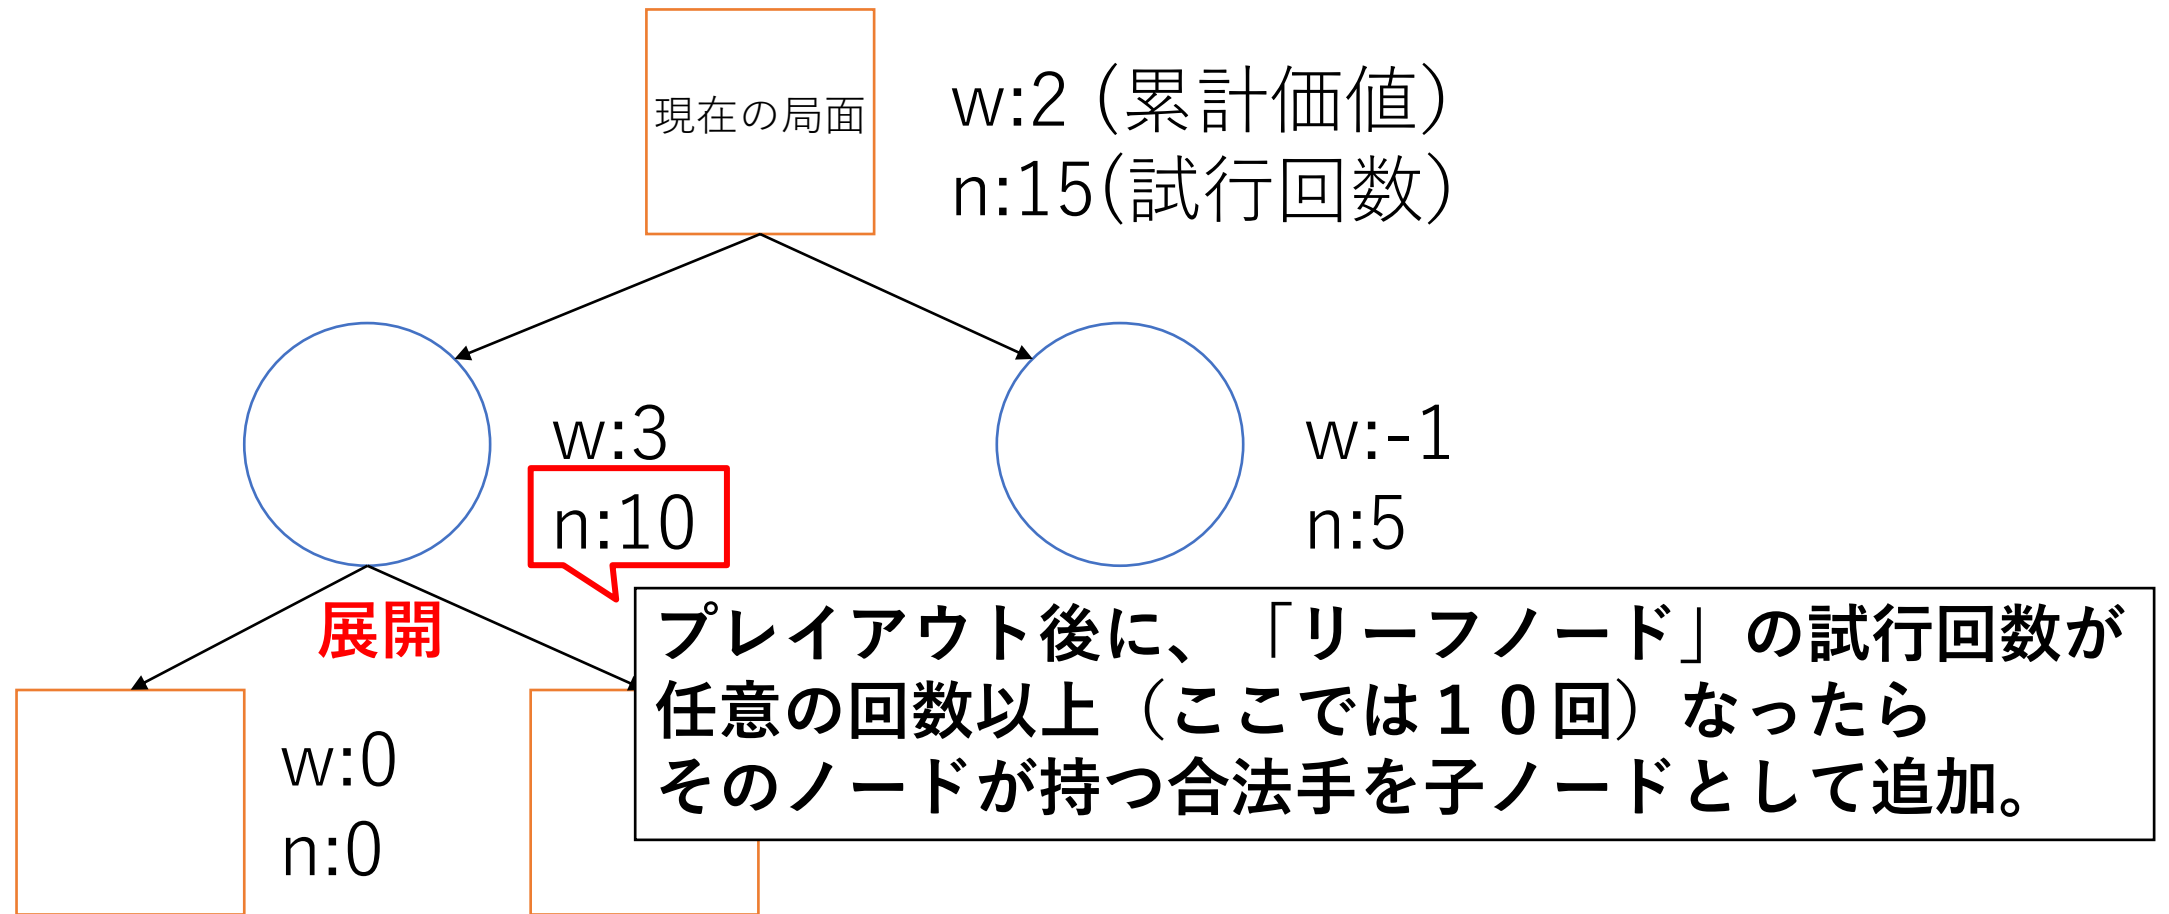 現在の局面
w:2 (累計価値)
n:15(試行回数)
w:3
n:10
w:-1
n:5
展開
プレイアウト後に、「リーフノード」の試行回数が
任意の回数以上（ここでは１０回）なったら
そのノードが持つ合法手を子ノードとして追加。
w:0
n:0